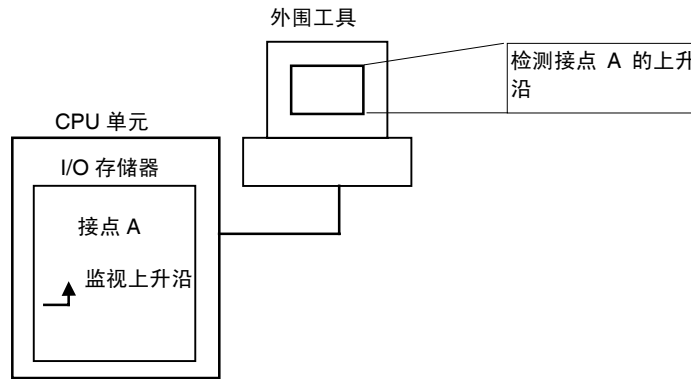 外围工具
检测接点 A 的上升
沿
CPU 单元
I/O 存储器
接点 A
监视上升沿